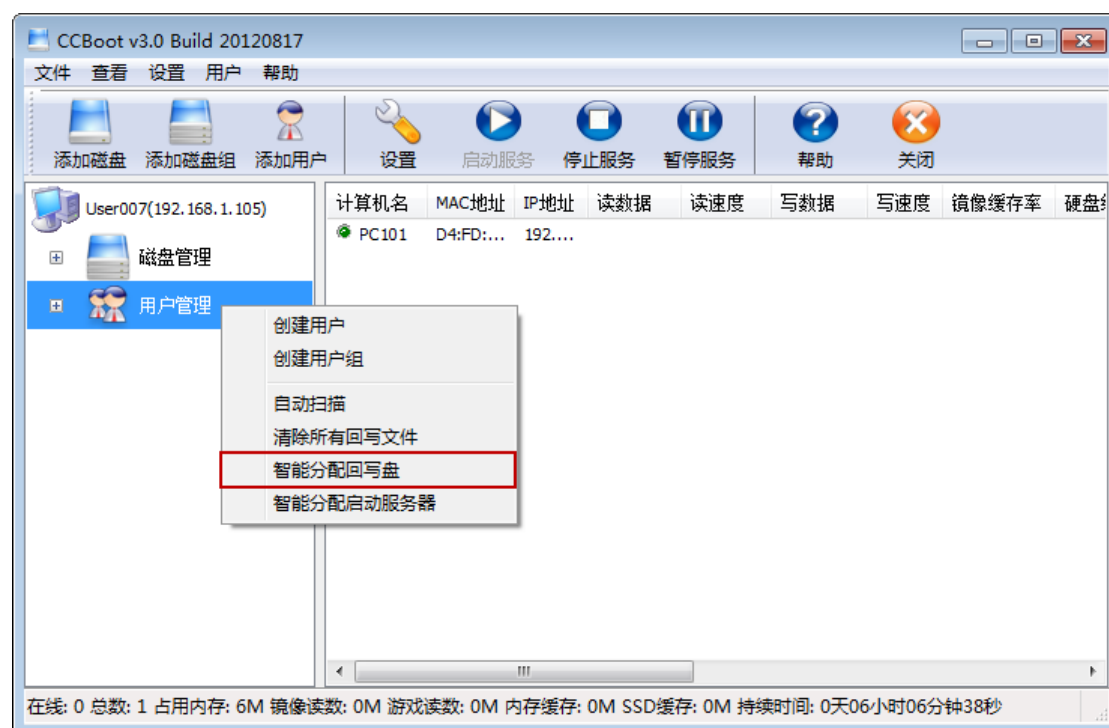 CCBoot v3.0 Build 20120817
文件 查看 设置 用户 帮助
添加磁盘 添加磁盘组 添加用户 设置 启动服务 停止服务 暂停服务 帮助 关闭
User007(192.168.1.105)
磁盘管理
用户管理
计算机名 MAC地址 IP地址 读数据 读速度 写数据 写速度 镜像缓存率 硬盘
PC101 D4:FD:... 192....
创建用户
创建用户组
自动扫描
清除所有回写文件
智能分配回写盘
智能分配启动服务器
在线: 0 总数: 1 占用内存: 6M 镜像读数: 0M 游戏读数: 0M 内存缓存: 0M SSD缓存: 0M 持续时间: 0天06小时06分钟38秒